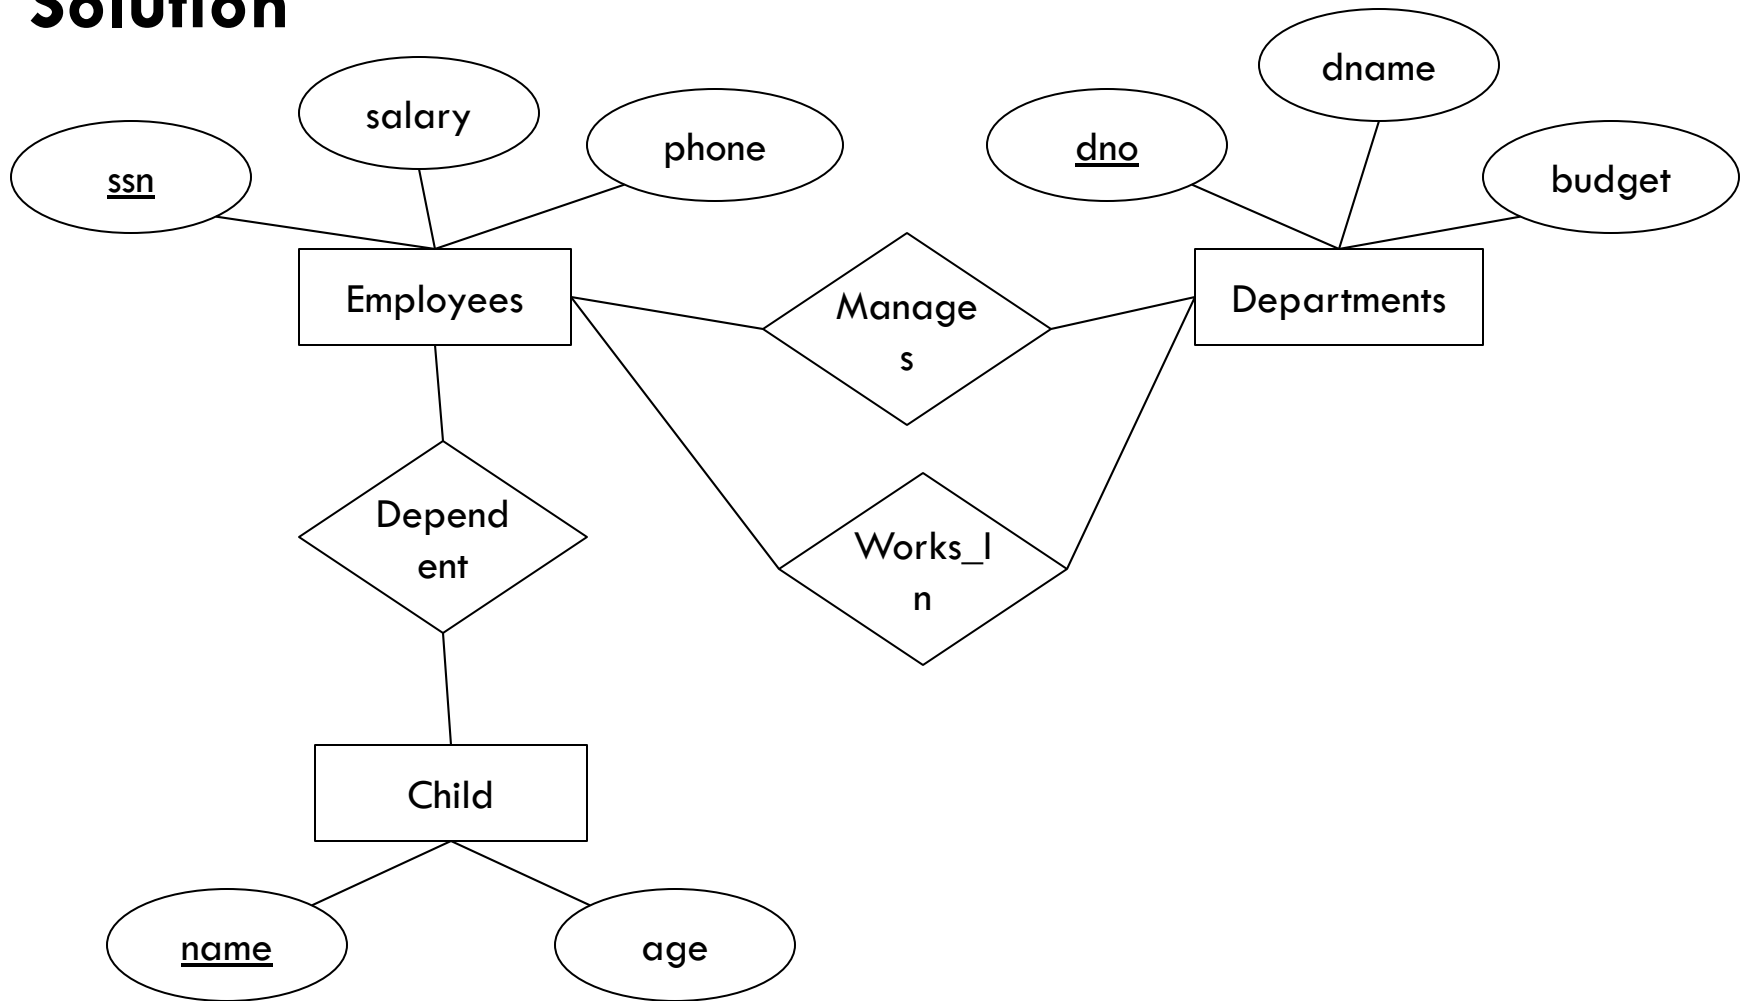 Solution
dname
salary
phone
dno
ssn
budget
Employees
Manage
s
Departments
Depend
ent
Works_I
n
Child
name
age